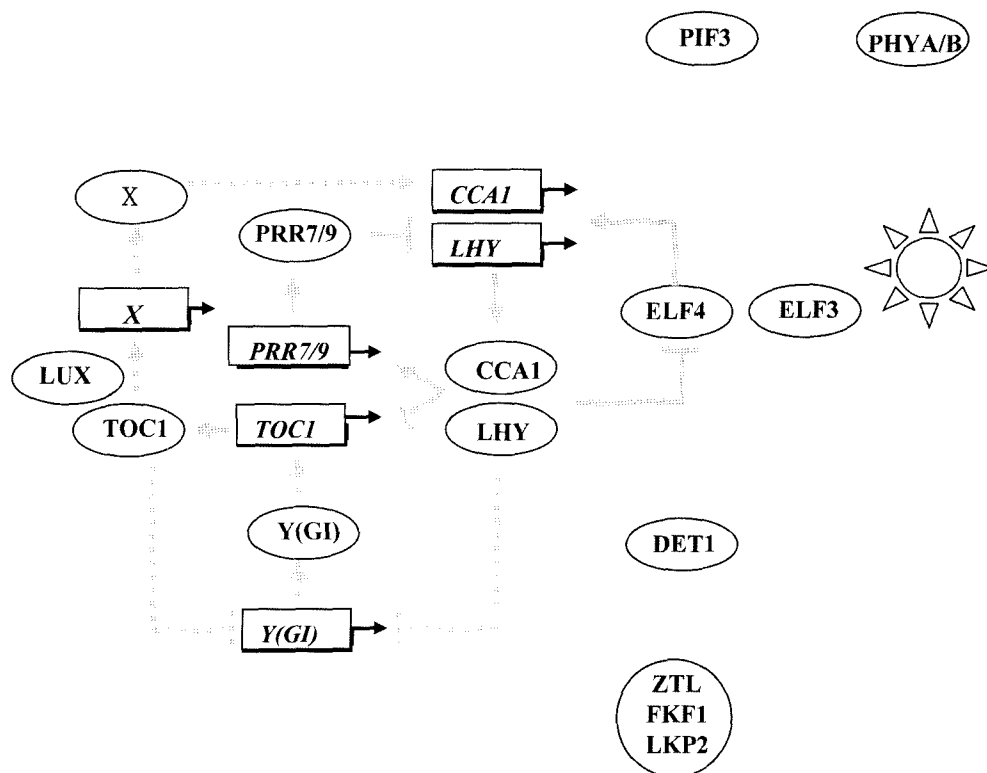 PIF3
PHYA/B
X
CCA1
PRR7/9
LHY
X
ELF4
ELF3
PRR7/9
LUX
CCA1
TOC1
TOC1
LHY
Y(GI)
DET1
Y(GI)
ZTL
FKF1
LKP2